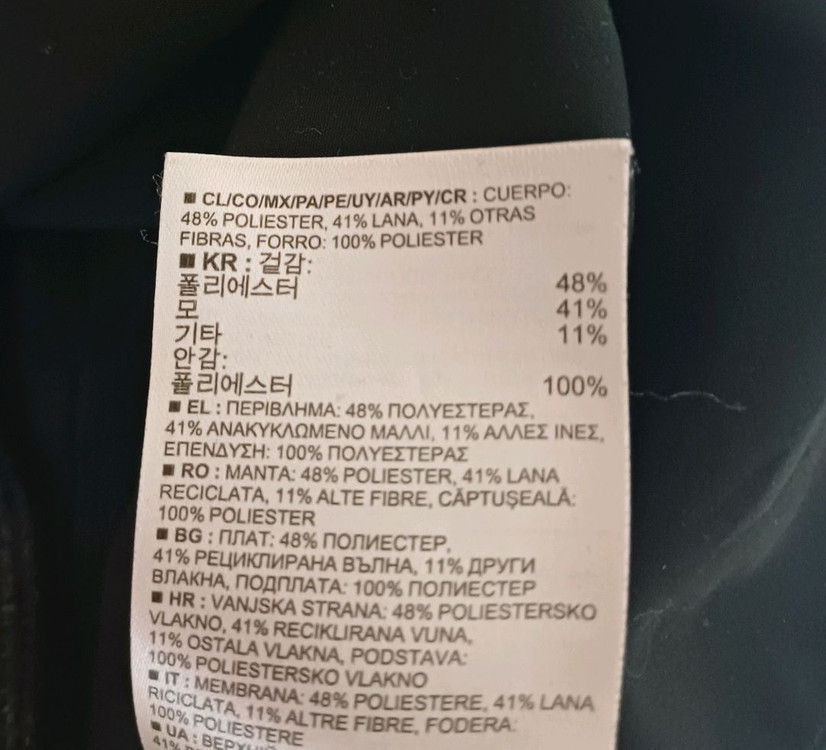 ■ CL/CO/MX/PA/PE/UY/AR/PY/CR : CUERPO:
48% POLIESTER, 41% LANA, 11% OTRAS
FIBRAS, FORRO: 100% POLIESTER
■ KR : 겉감:
폴리에스터 48%
모 41%
기타 11%
안감:
폴리에스터 100%
■ EL : ΠΕΡΙΒΛΗΜΑ: 48% ΠΟΛΥΕΣΤΕΡΑΣ,
41% ΑΝΑΚΥΚΛΩΜΕΝΟ ΜΑΛΛΙ, 11% ΑΛΛΕΣ ΙΝΕΣ,
ΕΠΕΝΔΥΣΗ: 100% ΠΟΛΥΕΣΤΕΡΑΣ
■ RO : MANTA: 48% POLIESTER, 41% LANA
RECICLATA, 11% ALTE FIBRE, CĂPTUŞEALĂ:
100% POLIESTER
■ BG : ПЛАТ: 48% ПОЛИЕСТЕР,
41% РЕЦИКЛИРАНА ВЪЛНА, 11% ДРУГИ
ВЛАКНА, ПОДПЛАТА: 100% ПОЛИЕСТЕР
■ HR : VANJSKA STRANA: 48% POLIESTERSKO
VLAKNO, 41% RECIKLIRANA VUNA,
11% OSTALA VLAKNA, PODSTAVA:
100% POLIESTERSKO VLAKNO
■ IT : MEMBRANA: 48% POLIESTERE, 41% LANA
RICICLATA, 11% ALTRE FIBRE, FODERA:
100% POLIESTERE
■ UA :
41%